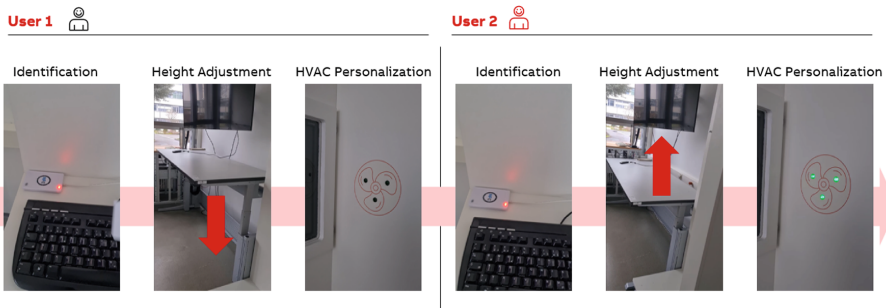 User 1
User 2
Identification
Height Adjustment
HVAC Personalization
Identification
Height Adjustment
HVAC Personalization